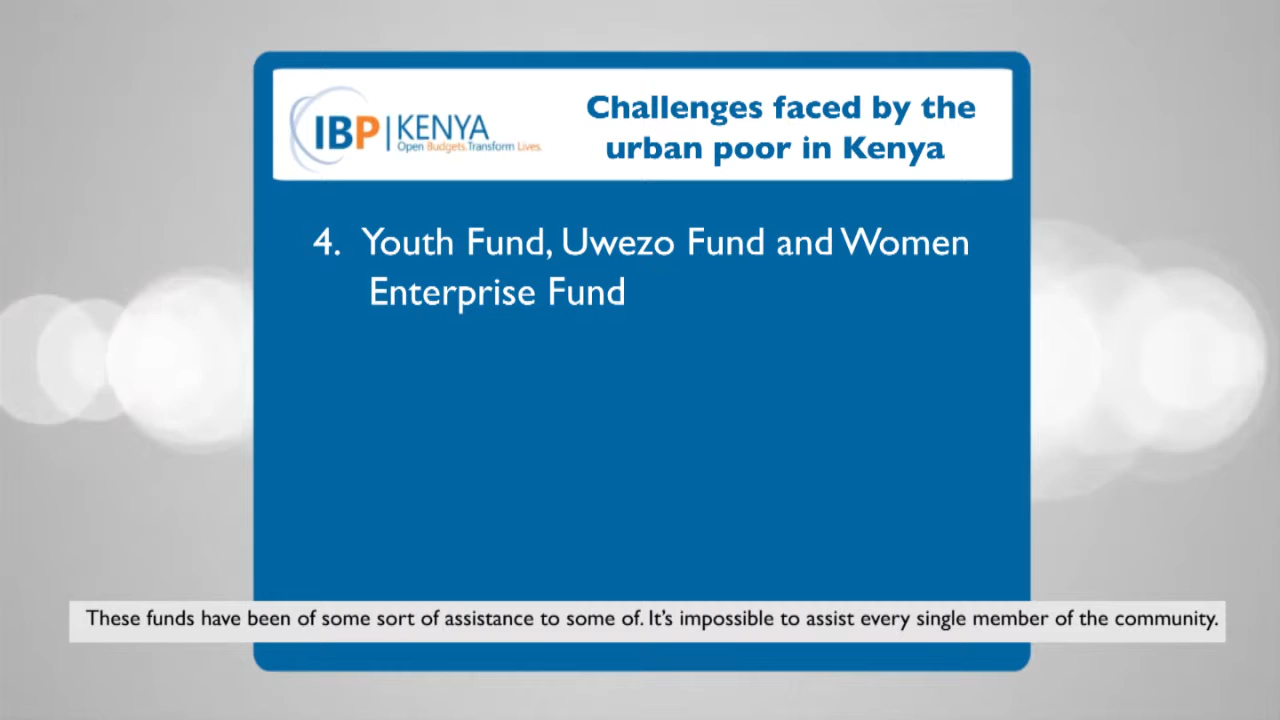 IBP|KENYA
Open Budgets.Transform Lives.
Challenges faced by the
urban poor in Kenya
4. Youth Fund, Uwezo Fund and Women
Enterprise Fund
These funds have been of some sort of assistance to some of. It's impossible to assist every single member of the community.